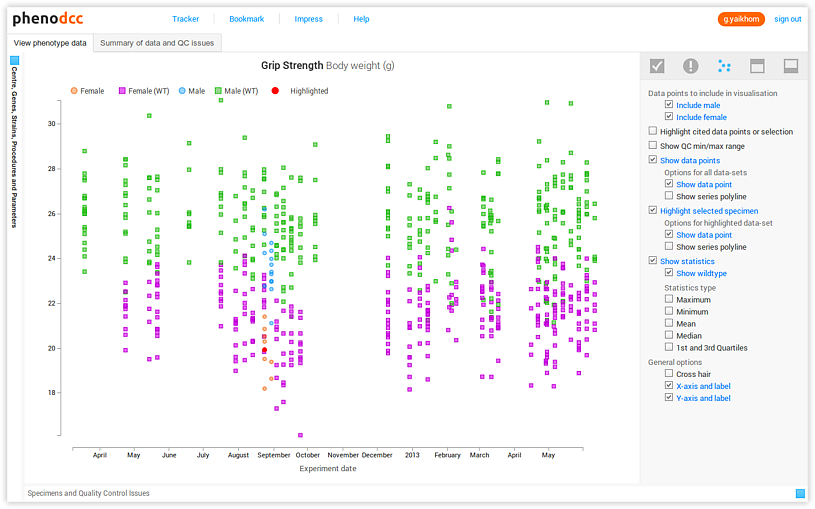 phenodcc
Tracker Bookmark Impress Help
g.yaikhom sign out
View phenotype data Summary of data and QC issues
Centre, Genes, Strains, Procedures and Parameters
Grip Strength Body weight (g)
Female Female (WT) Male Male (WT) Highlighted
30
28
26
24
22
20
18
April May June July August September October November December 2013 February March April May
Experiment date
Data points to include in visualisation
Include male
Include female
Highlight cited data points or selection
Show QC min/max range
Show data points
Options for all data-sets
Show data point
Show series polyline
Highlight selected specimen
Options for highlighted data-set
Show data point
Show series polyline
Show statistics
Show wildtype
Statistics type
Maximum
Minimum
Mean
Median
1st and 3rd Quartiles
General options
Cross hair
X-axis and label
Y-axis and label
Specimens and Quality Control Issues